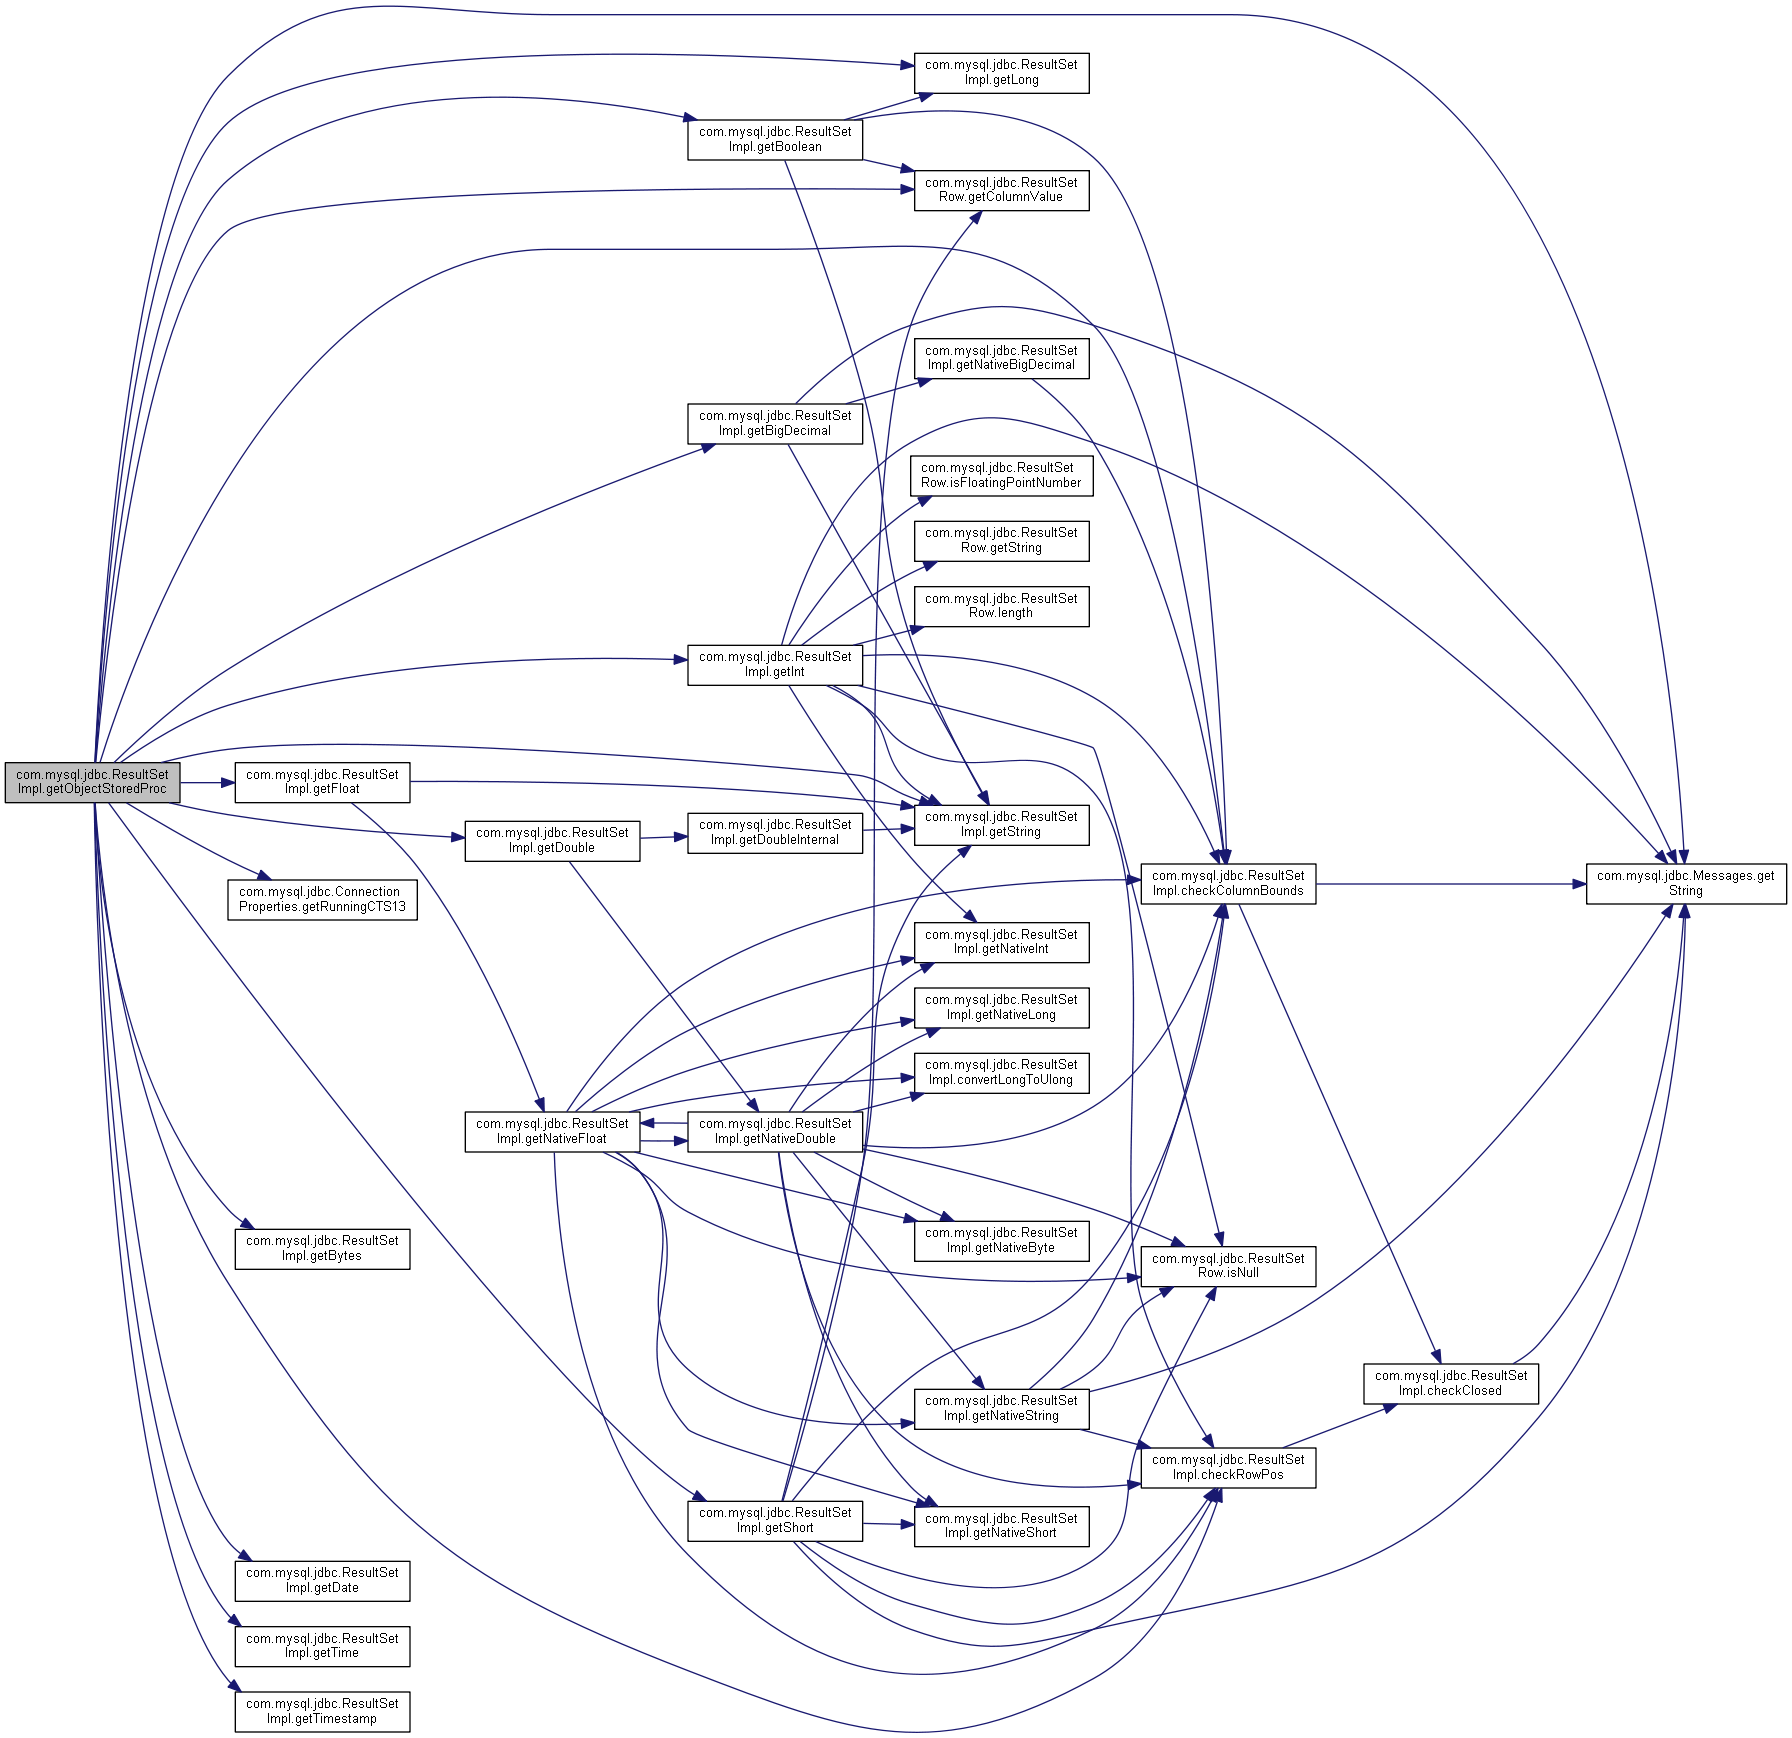 com.mysql.jdbc.ResultSet
Impl.getLong
com.mysql.jdbc.ResultSet
Impl.getBoolean
com.mysql.jdbc.ResultSet
Row.getColumnValue
com.mysql.jdbc.ResultSet
Impl.getNativeBigDecimal
com.mysql.jdbc.ResultSet
Impl.getBigDecimal
com.mysql.jdbc.ResultSet
Row.isFloatingPointNumber
com.mysql.jdbc.ResultSet
Row.getString
com.mysql.jdbc.ResultSet
Row.length
com.mysql.jdbc.ResultSet
Impl.getInt
com.mysql.jdbc.ResultSet
Impl.getObjectStoredProc
com.mysql.jdbc.ResultSet
Impl.getFloat
com.mysql.jdbc.ResultSet
Impl.getDouble
com.mysql.jdbc.ResultSet
Impl.getDoubleInternal
com.mysql.jdbc.ResultSet
Impl.getString
com.mysql.jdbc.Connection
Properties.getRunningCTS13
com.mysql.jdbc.ResultSet
Impl.checkColumnBounds
com.mysql.jdbc.Messages.get
String
com.mysql.jdbc.ResultSet
Impl.getNativeInt
com.mysql.jdbc.ResultSet
Impl.getNativeLong
com.mysql.jdbc.ResultSet
Impl.convertLongToUlong
com.mysql.jdbc.ResultSet
Impl.getNativeFloat
com.mysql.jdbc.ResultSet
Impl.getNativeDouble
com.mysql.jdbc.ResultSet
Impl.getBytes
com.mysql.jdbc.ResultSet
Impl.getNativeByte
com.mysql.jdbc.ResultSet
Row.isNull
com.mysql.jdbc.ResultSet
Impl.checkClosed
com.mysql.jdbc.ResultSet
Impl.getNativeString
com.mysql.jdbc.ResultSet
Impl.checkRowPos
com.mysql.jdbc.ResultSet
Impl.getShort
com.mysql.jdbc.ResultSet
Impl.getNativeShort
com.mysql.jdbc.ResultSet
Impl.getDate
com.mysql.jdbc.ResultSet
Impl.getTime
com.mysql.jdbc.ResultSet
Impl.getTimestamp